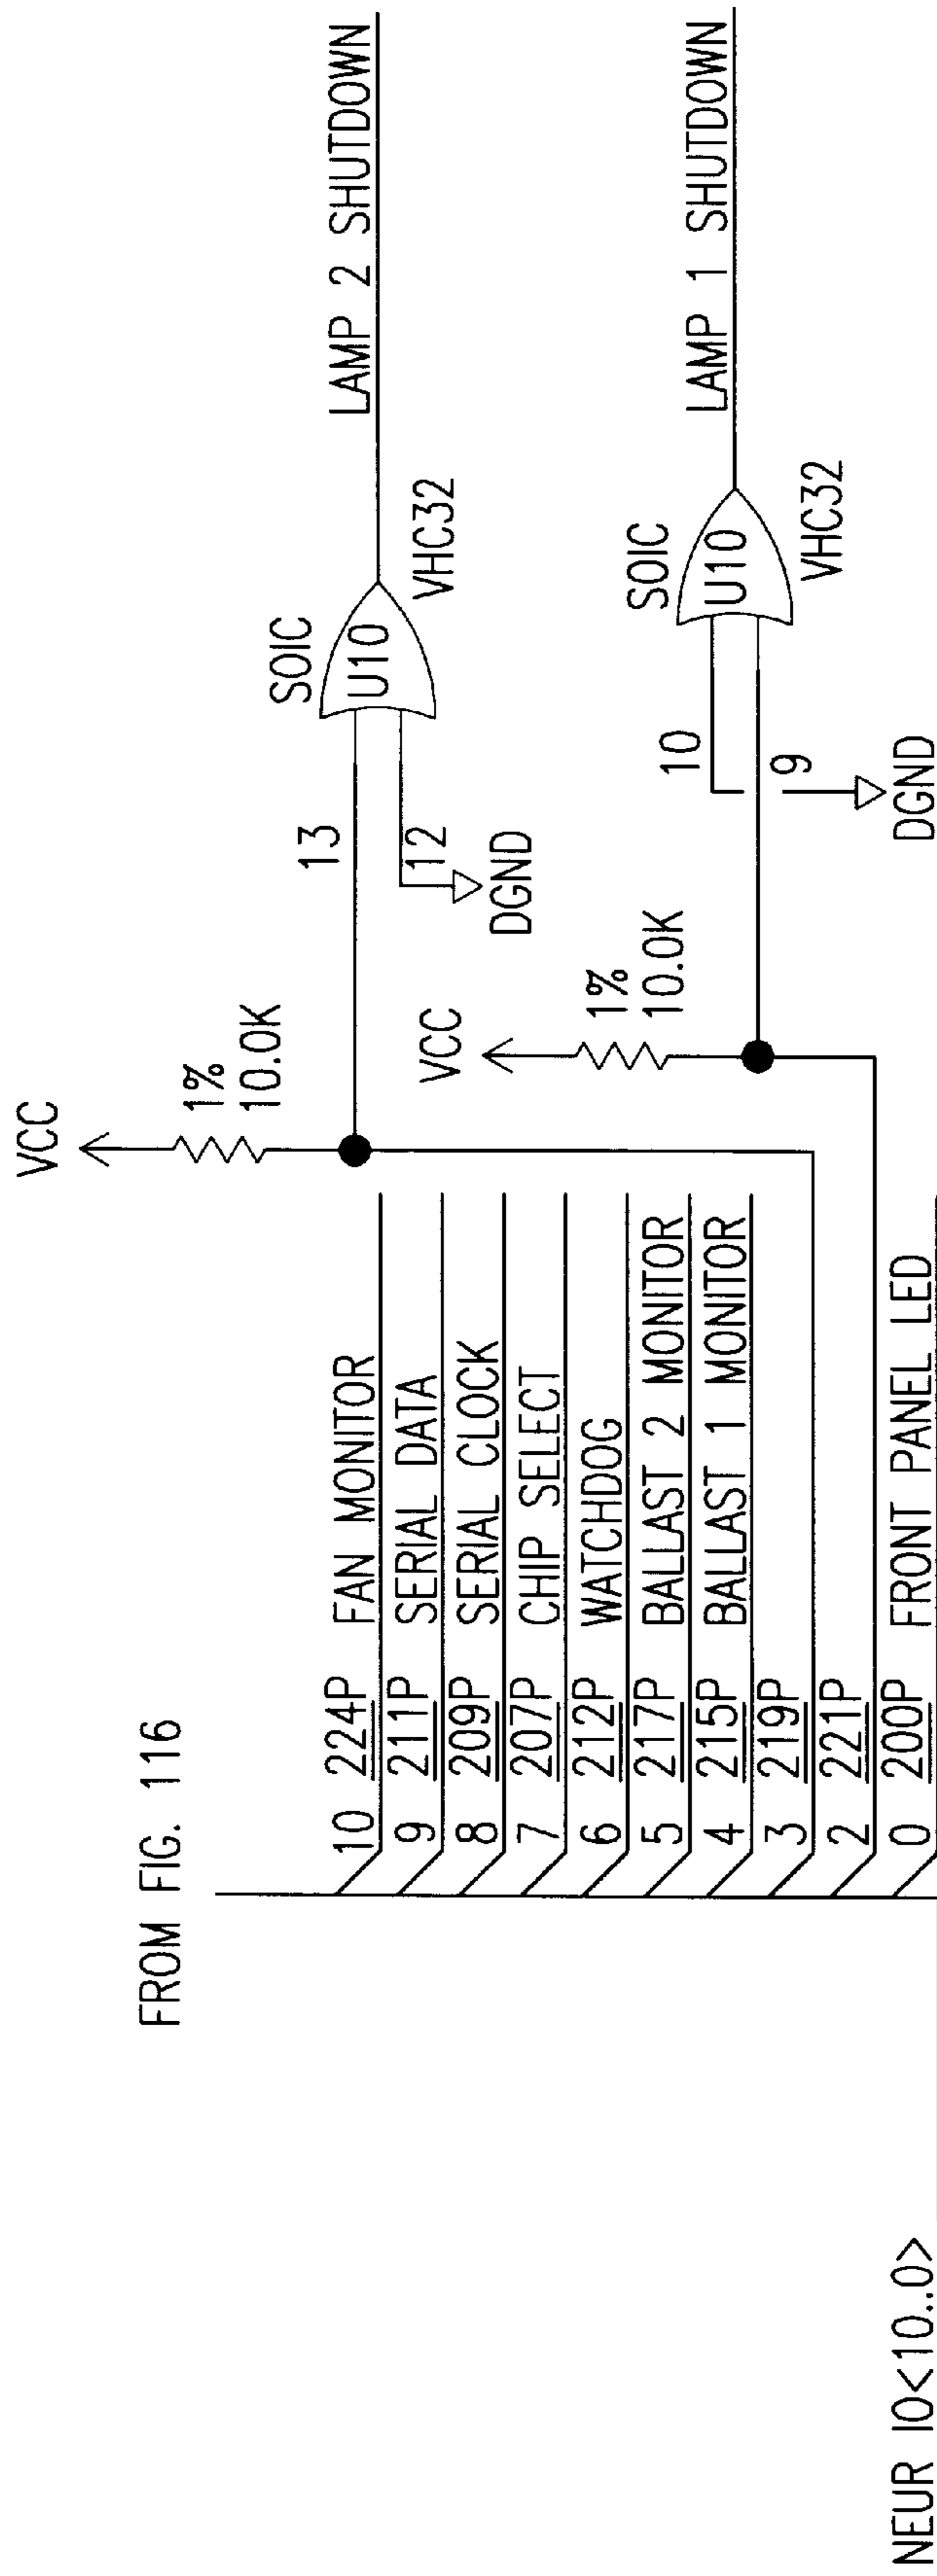 FROM FIG. 116
VCC
1%
10.0K
10 224P FAN MONITOR
9 211P SERIAL DATA
8 209P SERIAL CLOCK
7 207P CHIP SELECT
6 212P WATCHDOG
5 217P BALLAST 2 MONITOR
4 215P BALLAST 1 MONITOR
3 219P
2 221P
0 200P FRONT PANEL LED
13
12
DGND
SOIC
U10
VHC32
LAMP 2 SHUTDOWN
VCC
1%
10.0K
10
9
DGND
SOIC
U10
VHC32
LAMP 1 SHUTDOWN
NEUR IO<10..0>